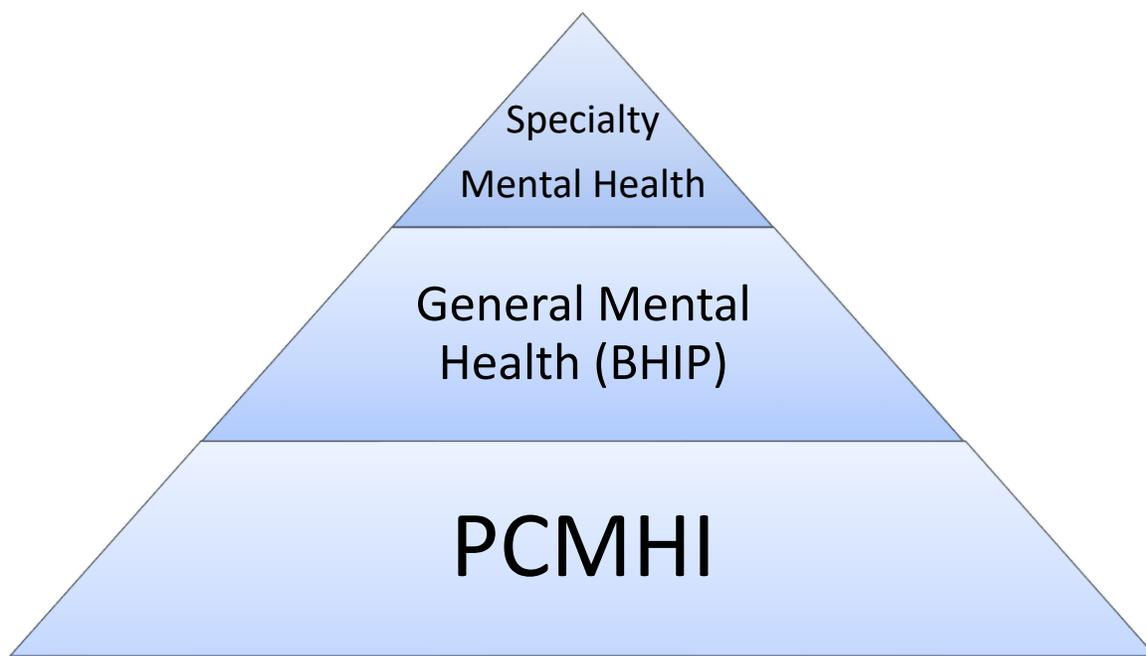 Specialty
Mental Health
General Mental
Health (BHIP)
PCMHI